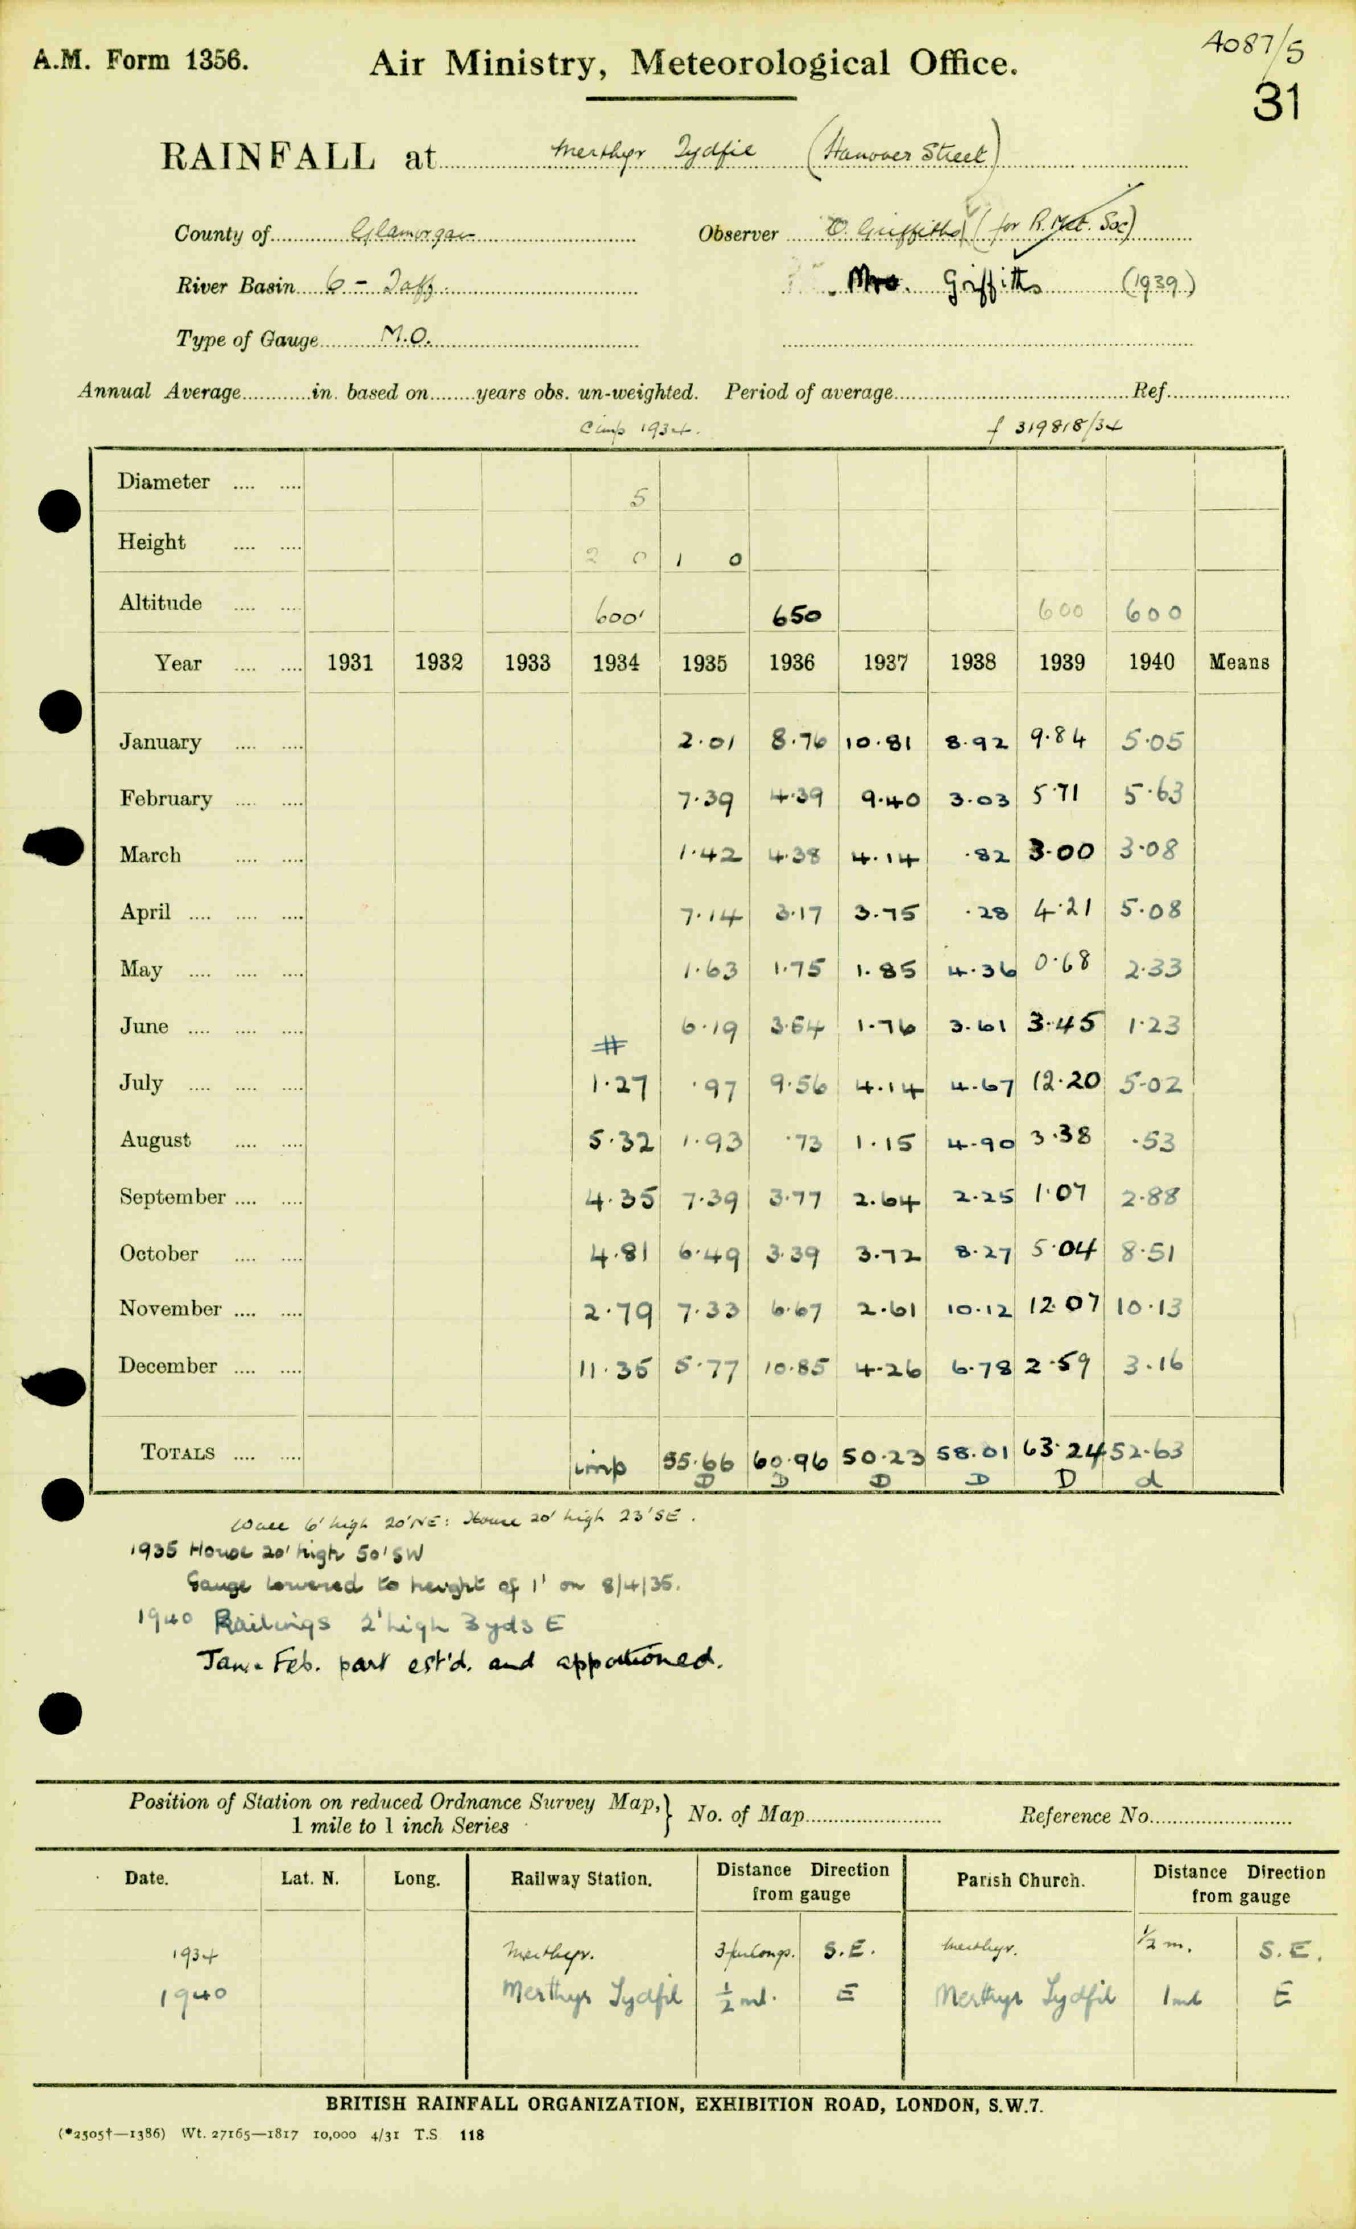 A087/5
A.M. Form 1356. Air Ministry, Meteorological Office.
31
RAINFALL at Merthyr Tydfil (Hanover Street)
County of Glamorgan Observer O. Griffiths (for R. Met. Soc)
River Basin 6 - Taff Mrs. Griffiths (1939)
Type of Gauge M.O.
Annual Average in. based on years obs. un-weighted. Period of average Ref.
Comp 1934. f 319818/34
Diameter 5
Height 2 0 1 0
Altitude 600' 650 600 600
Year 1931 1932 1933 1934 1935 1936 1937 1938 1939 1940 Means
January 2.01 8.76 10.81 8.92 9.84 5.05
February 7.39 4.39 9.40 3.03 5.71 5.63
March 1.42 4.38 4.14 .82 3.00 3.08
April 7.14 3.17 3.75 .28 4.21 5.08
May 1.63 1.75 1.85 4.36 0.68 2.33
June 6.19 3.54 1.76 3.61 3.45 1.23
#
July 1.27 .97 9.56 4.14 4.67 12.20 5.02
August 5.32 1.93 .73 1.15 4.90 3.38 .53
September 4.35 7.39 3.77 2.64 2.25 1.07 2.88
October 4.81 6.49 3.39 3.72 8.27 5.04 8.51
November 2.79 7.33 6.67 2.61 10.12 12.07 10.13
December 11.35 5.77 10.85 4.26 6.78 2.59 3.16
TOTALS imp 55.66 60.96 50.23 58.01 63.24 52.63
D D D D D d
Wall 6' high 20' NE: House 20' high 23' SE.
1935 House 20' high 50' SW
Gauge lowered to height of 1' on 8/4/35.
1940 Railings 2' high 3 yds E
Jan. Feb. part est'd. and apportioned.
Position of Station on reduced Ordnance Survey Map, } No. of Map Reference No.
1 mile to 1 inch Series
Date. Lat. N. Long. Railway Station. Distance Direction from gauge Parish Church. Distance Direction from gauge
1934 Merthyr. 3 furlongs. S.E. Merthyr. 1/2 m. S.E.
1940 Merthyr Tydfil 1/2 ml. E Merthyr Tydfil 1 ml E
BRITISH RAINFALL ORGANIZATION, EXHIBITION ROAD, LONDON, S.W.7.
(*2505†—1386) Wt. 27165—1817 10,000 4/31 T.S 118